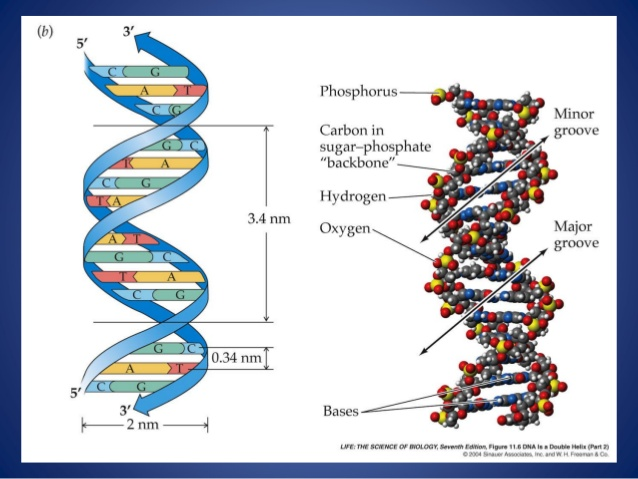 (b)
5′
3′
C G
A T
C G
G C
T A
C G
T A
A T
G C
T A
C G
G C
A T
C G
5′
3′
2 nm
3.4 nm
0.34 nm
Phosphorus
Carbon in
sugar–phosphate
“backbone”
Hydrogen
Oxygen
Bases
Minor
groove
Major
groove
LIFE: THE SCIENCE OF BIOLOGY, Seventh Edition, Figure 11.6 DNA Is a Double Helix (Part 2)
© 2004 Sinauer Associates, Inc. and W. H. Freeman & Co.